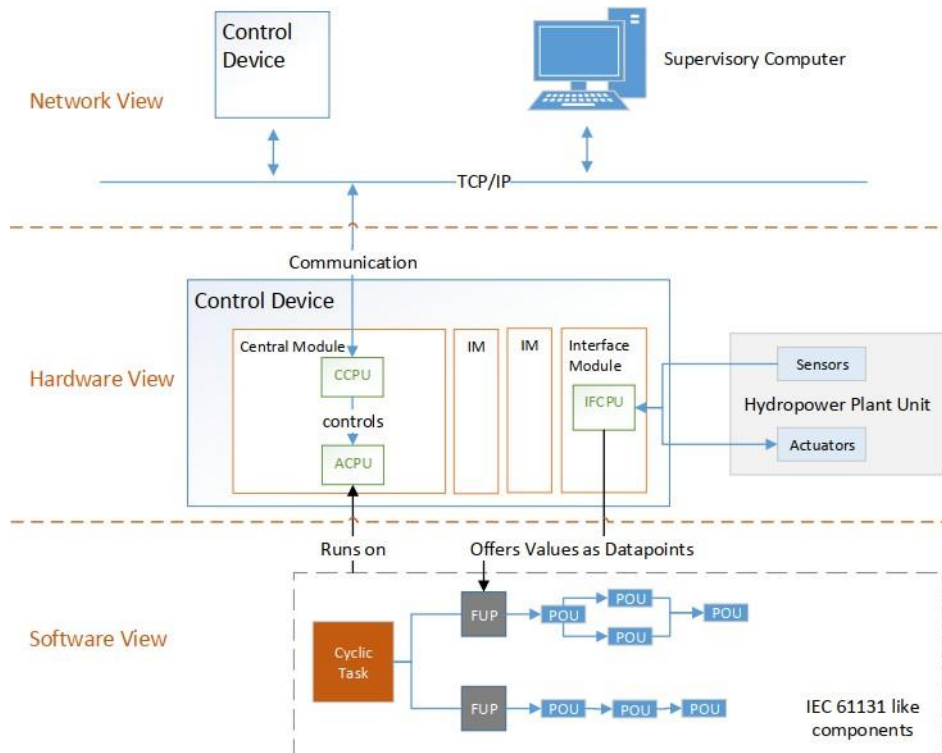 Control
Device
Supervisory Computer
Network View
TCP/IP
Communication
Control Device
Central Module
IM
IM
Interface
Module
CCPU
Hardware View
controls
IFCPU
ACPU
Sensors
Hydropower Plant Unit
Actuators
Runs on
Offers Values as Datapoints
Software View
Cyclic
Task
FUP
POU
POU
POU
POU
FUP
POU
POU
POU
IEC 61131 like
components